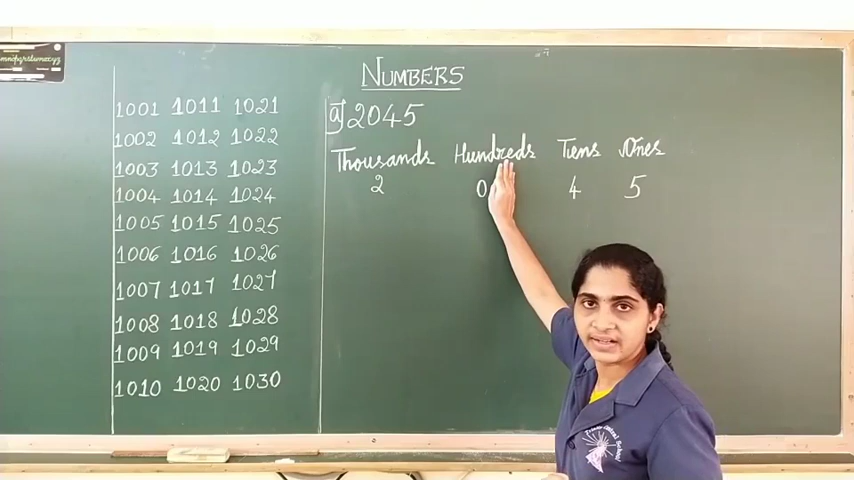 mnopqrstuvwxyz
NUMBERS
1001 1011 1021
1002 1012 1022
1003 1013 1023
1004 1014 1024
1005 1015 1025
1006 1016 1026
1007 1017 1027
1008 1018 1028
1009 1019 1029
1010 1020 1030
a] 2045
Thousands Hundreds Tens Ones
2 0 4 5